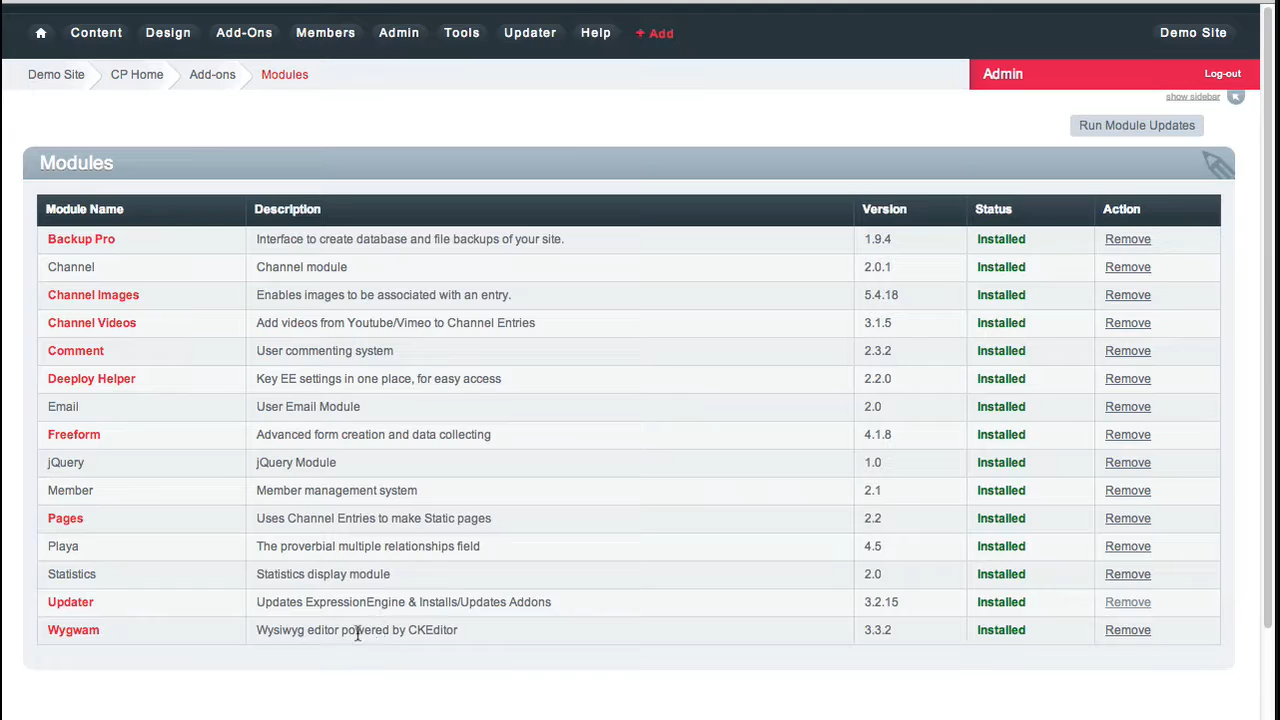 Content Design Add-Ons Members Admin Tools Updater Help + Add Demo Site
Demo Site CP Home Add-ons Modules Admin Log-out
show sidebar
Run Module Updates
Modules
Module Name Description Version Status Action
Backup Pro Interface to create database and file backups of your site. 1.9.4 Installed Remove
Channel Channel module 2.0.1 Installed Remove
Channel Images Enables images to be associated with an entry. 5.4.18 Installed Remove
Channel Videos Add videos from Youtube/Vimeo to Channel Entries 3.1.5 Installed Remove
Comment User commenting system 2.3.2 Installed Remove
Deeploy Helper Key EE settings in one place, for easy access 2.2.0 Installed Remove
Email User Email Module 2.0 Installed Remove
Freeform Advanced form creation and data collecting 4.1.8 Installed Remove
jQuery jQuery Module 1.0 Installed Remove
Member Member management system 2.1 Installed Remove
Pages Uses Channel Entries to make Static pages 2.2 Installed Remove
Playa The proverbial multiple relationships field 4.5 Installed Remove
Statistics Statistics display module 2.0 Installed Remove
Updater Updates ExpressionEngine & Installs/Updates Addons 3.2.15 Installed Remove
Wygwam Wysiwyg editor powered by CKEditor 3.3.2 Installed Remove